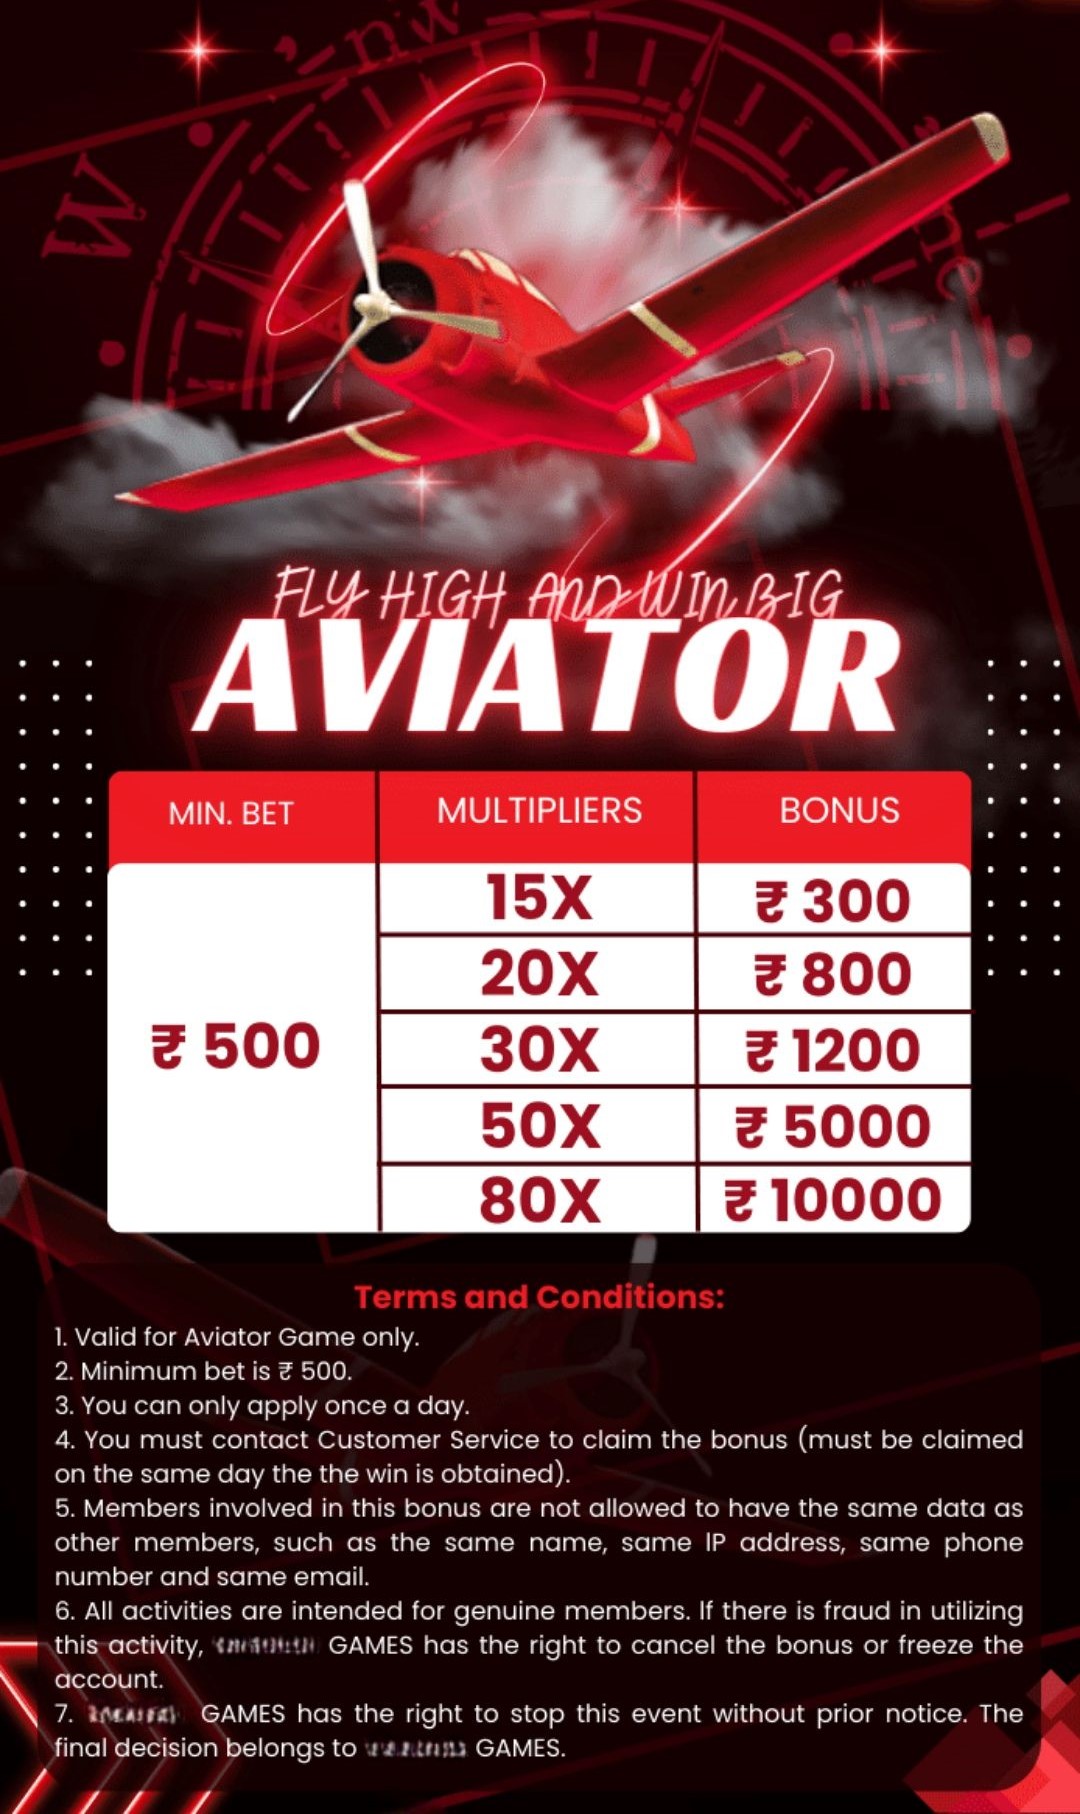 FLY HIGH AND WIN BIG
AVIATOR
MIN. BET MULTIPLIERS BONUS
15X ₹ 300
20X ₹ 800
₹ 500 30X ₹ 1200
50X ₹ 5000
80X ₹ 10000
Terms and Conditions:
1. Valid for Aviator Game only.
2. Minimum bet is ₹ 500.
3. You can only apply once a day.
4. You must contact Customer Service to claim the bonus (must be claimed
on the same day the the win is obtained).
5. Members involved in this bonus are not allowed to have the same data as
other members, such as the same name, same IP address, same phone
number and same email.
6. All activities are intended for genuine members. If there is fraud in utilizing
this activity, GAMES has the right to cancel the bonus or freeze the
account.
7. GAMES has the right to stop this event without prior notice. The
final decision belongs to GAMES.